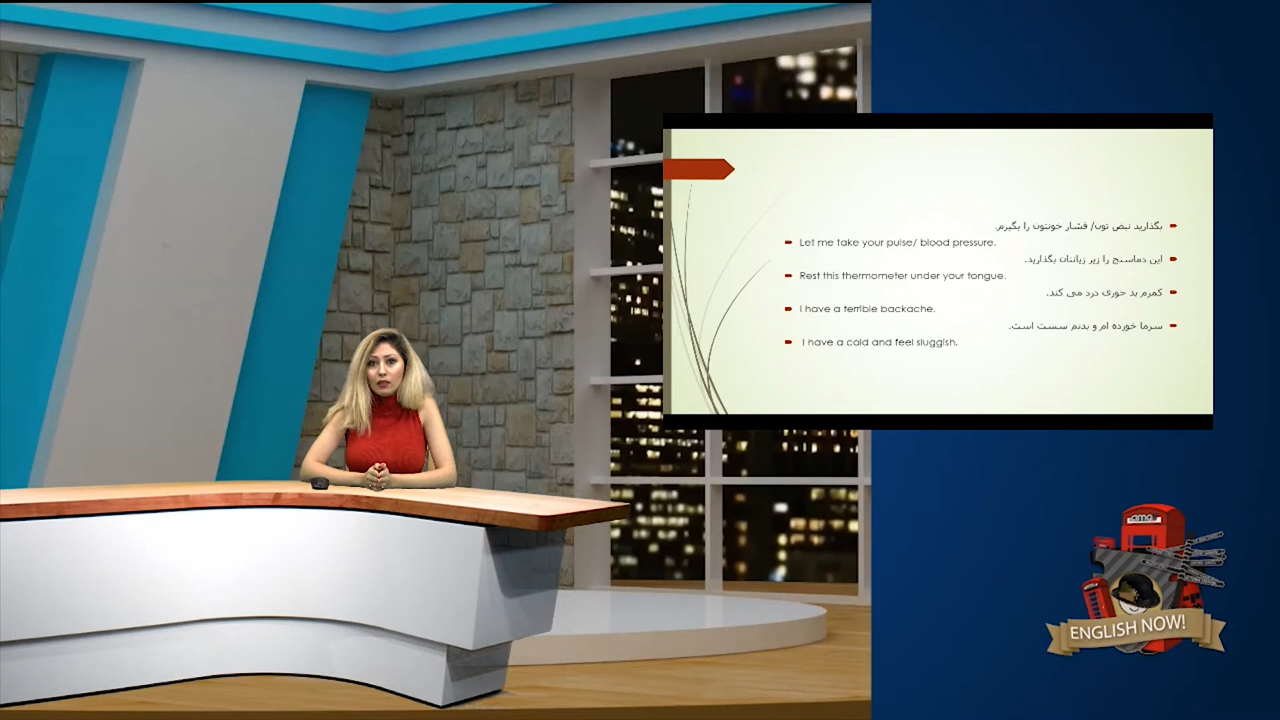 بگذارید نبض تون/ فشار خونتون را بگیرم.
Let me take your pulse/ blood pressure.
این دماسنج را زیر زبانتان بگذارید.
Rest this thermometer under your tongue.
کمرم بد جوری درد می کند.
I have a terrible backache.
سرما خورده ام و بدنم سست است.
I have a cold and feel sluggish.
ENGLISH NOW!